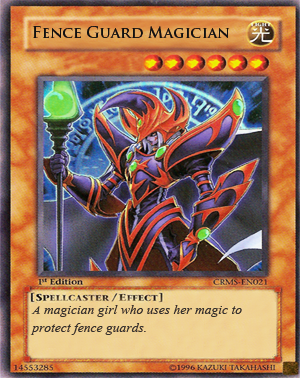 FENCE GUARD MAGICIAN
LIGHT
光
1st Edition
CRMS-EN021
[SPELLCASTER /EFFECT]
A magician girl who uses her magic to
protect fence guards.
14553285
©1996 KAZUKI TAKAHASHI